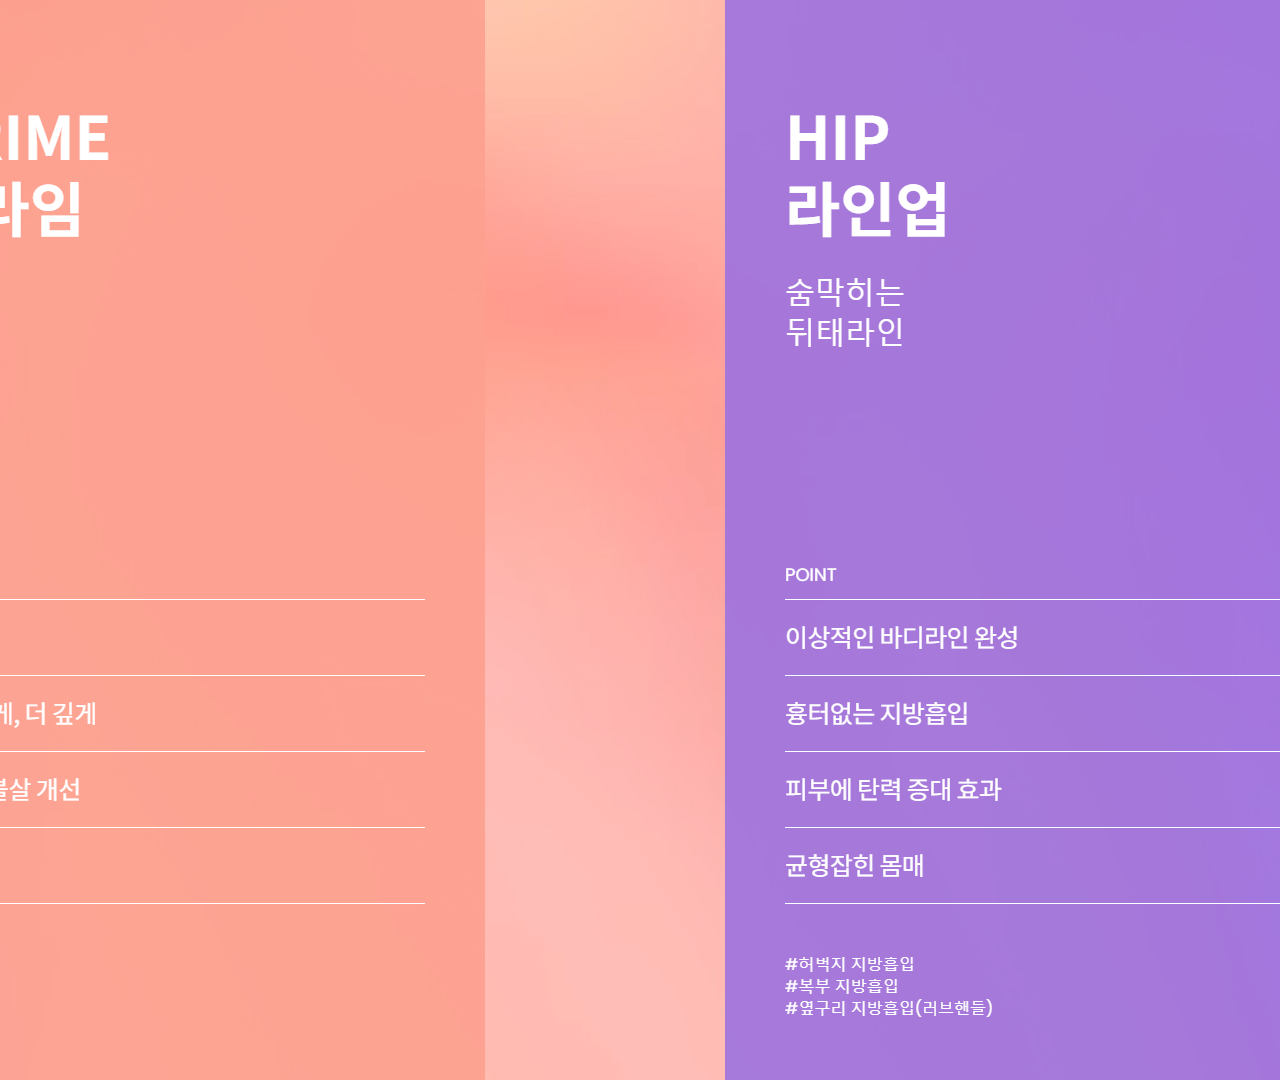 RIME
라임
게, 더 깊게
불살 개선
HIP
라인업
숨막히는
뒤태라인
POINT
이상적인 바디라인 완성
흉터없는 지방흡입
피부에 탄력 증대 효과
균형잡힌 몸매
#허벅지 지방흡입
#복부 지방흡입
#옆구리 지방흡입(러브핸들)